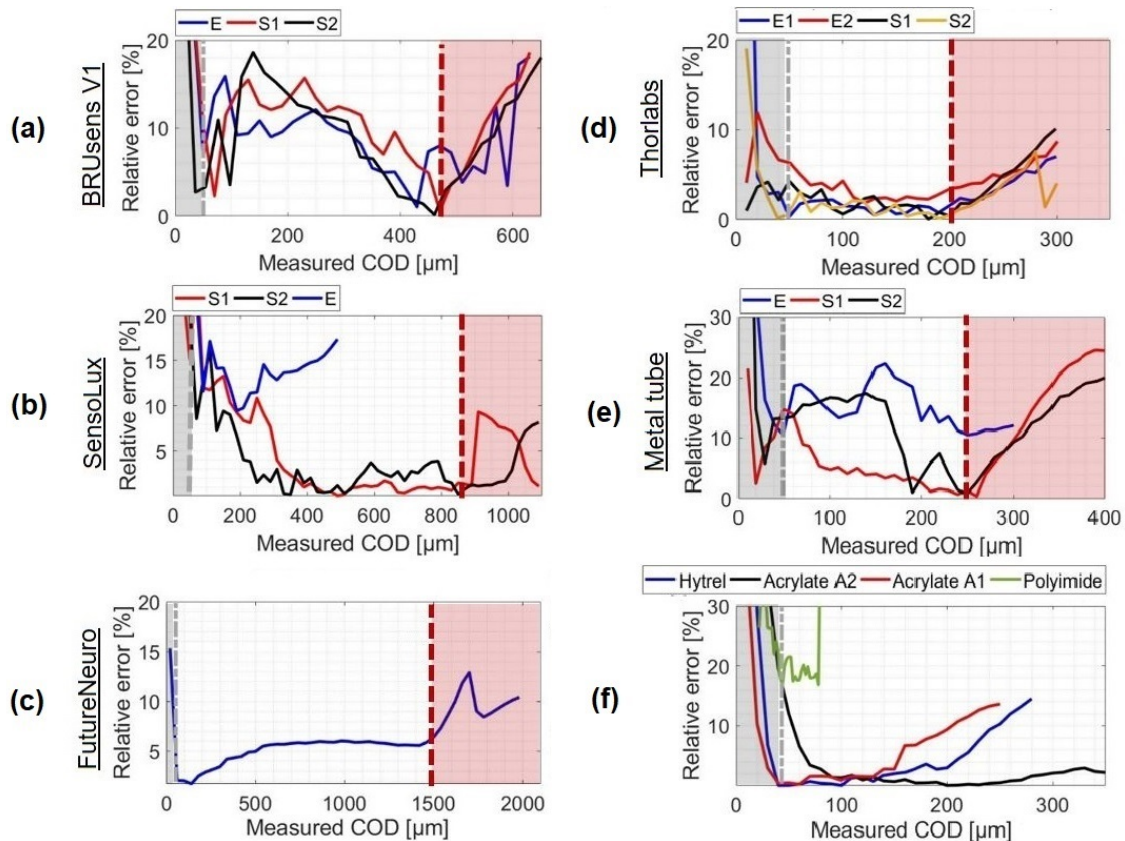 E S1 S2
(a)
BRUsens V1
Relative error [%]
20
10
0
0 200 400 600
Measured COD [µm]
E1 E2 S1 S2
(d)
Thorlabs
Relative error [%]
20
10
0
0 100 200 300
Measured COD [µm]
S1 S2 E
(b)
SensoLux
Relative error [%]
20
15
10
5
0 200 400 600 800 1000
Measured COD [µm]
E S1 S2
(e)
Metal tube
Relative error [%]
30
20
10
0
0 100 200 300 400
Measured COD [µm]
(c)
FutureNeuro
Relative error [%]
20
15
10
5
0 500 1000 1500 2000
Measured COD [µm]
Hytrel Acrylate A2 Acrylate A1 Polyimide
(f)
Relative error [%]
30
20
10
0 100 200 300
Measured COD [µm]